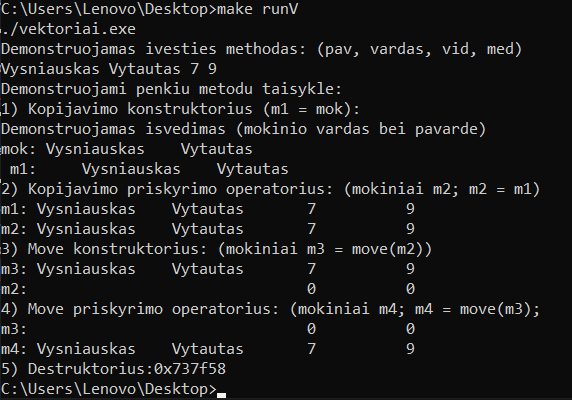 C:\Users\Lenovo\Desktop>make runV
./vektoriai.exe
Demonstruojamas ivesties methodas: (pav, vardas, vid, med)
Vysniauskas Vytautas 7 9
Demonstruojami penkiu metodu taisykle:
1) Kopijavimo konstruktorius (m1 = mok):
Demonstruojamas isvedimas (mokinio vardas bei pavarde)
mok: Vysniauskas    Vytautas
 m1:     Vysniauskas    Vytautas
2) Kopijavimo priskyrimo operatorius: (mokiniai m2; m2 = m1)
m1: Vysniauskas    Vytautas       7          9
m2: Vysniauskas    Vytautas       7          9
3) Move konstruktorius: (mokiniai m3 = move(m2))
m3: Vysniauskas    Vytautas       7          9
m2:                               0          0
4) Move priskyrimo operatorius: (mokiniai m4; m4 = move(m3);
m3:                               0          0
m4: Vysniauskas    Vytautas       7          9
5) Destruktorius:0x737f58
C:\Users\Lenovo\Desktop>